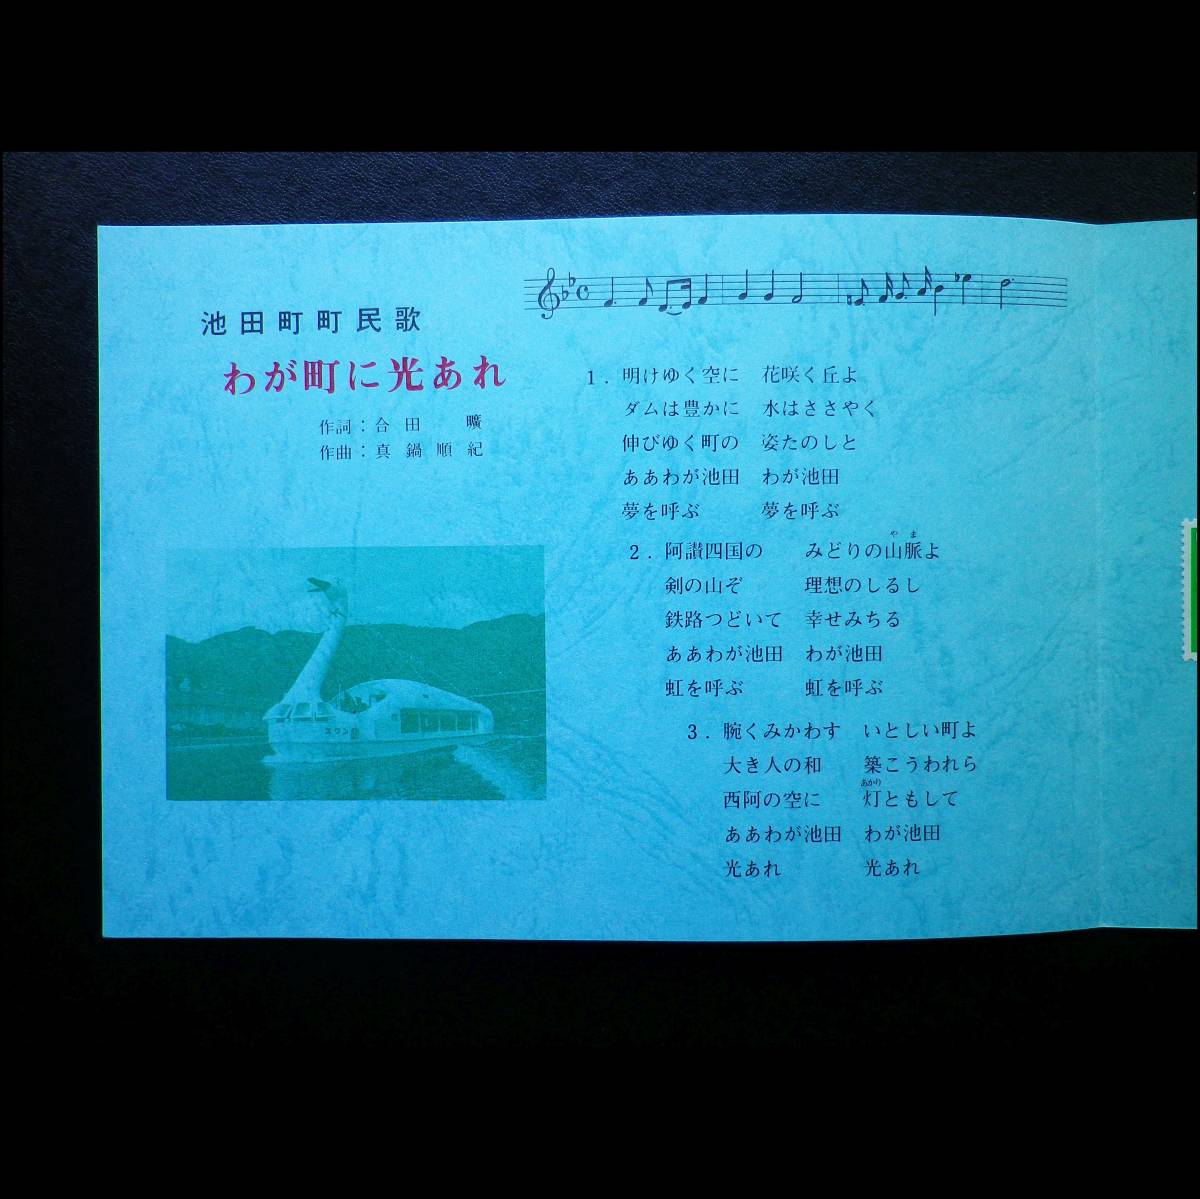 池田町町民歌
わが町に光あれ
作詞：合田 曠
作曲：真鍋順紀
1．明けゆく空に 花咲く丘よ
ダムは豊かに 水はささやく
伸びゆく町の 姿たのしと
ああわが池田 わが池田
夢を呼ぶ 夢を呼ぶ
やま
2．阿讃四国の みどりの山脈よ
剣の山ぞ 理想のしるし
鉄路つどいて 幸せみちる
ああわが池田 わが池田
虹を呼ぶ 虹を呼ぶ
3．腕くみかわす いとしい町よ
大き人の和 築こうわれら
あかり
西阿の空に 灯ともして
ああわが池田 わが池田
光あれ 光あれ
スワン